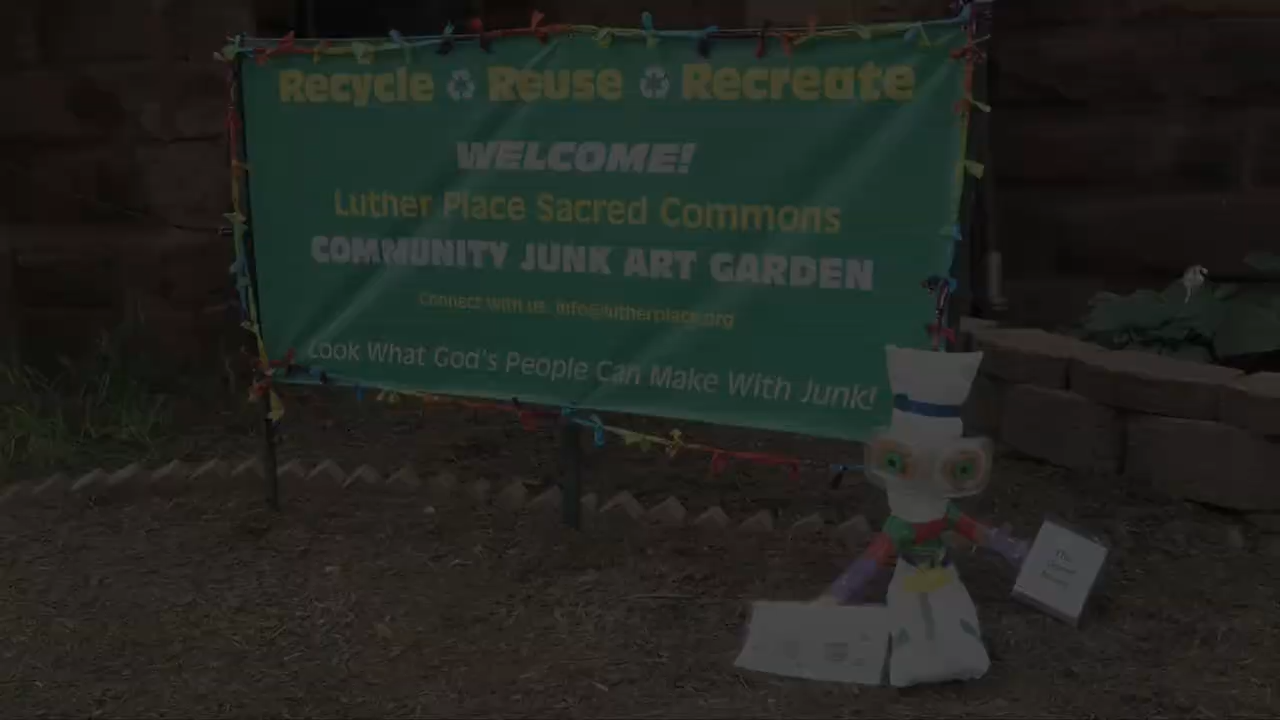 Recycle Reuse Recreate
WELCOME!
Luther Place Sacred Commons
COMMUNITY JUNK ART GARDEN
Connect with us. info@lutherplace.org
Look What God's People Can Make With Junk!
The